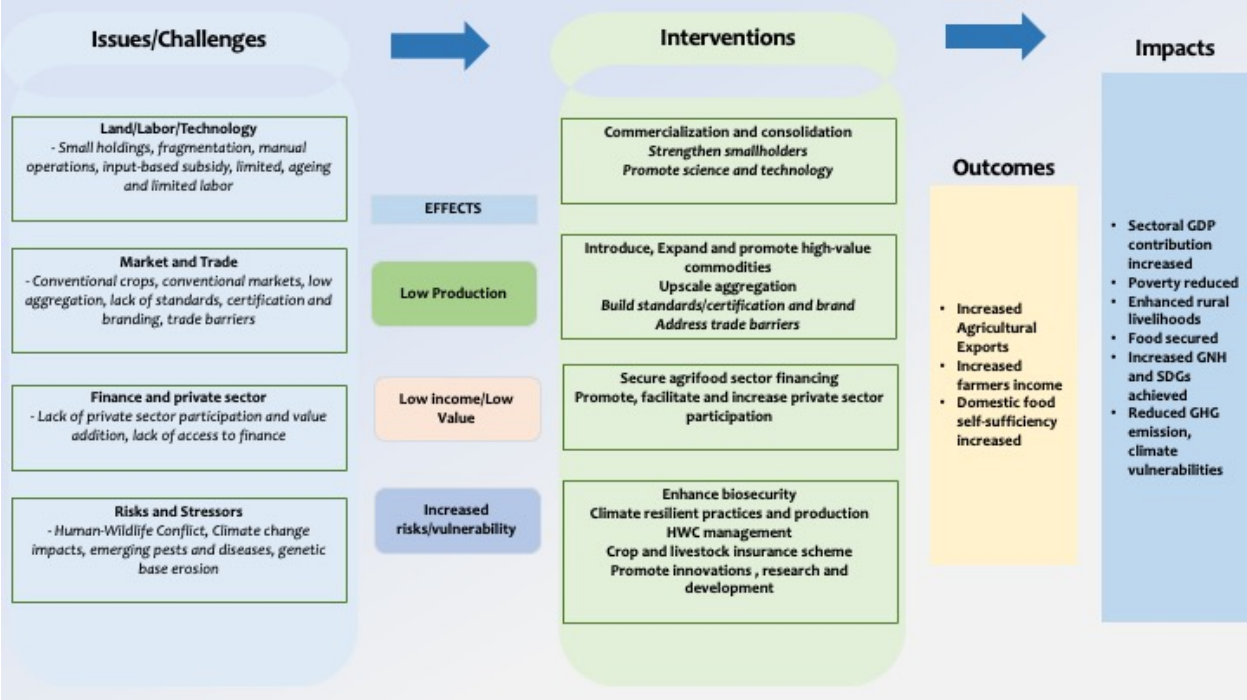 Issues/Challenges
Land/Labor/Technology
- Small holdings, fragmentation, manual
operations, input-based subsidy, limited, ageing
and limited labor
Market and Trade
- Conventional crops, conventional markets, low
aggregation, lack of standards, certification and
branding, trade barriers
Finance and private sector
- Lack of private sector participation and value
addition, lack of access to finance
Risks and Stressors
- Human-Wildlife Conflict, Climate change
impacts, emerging pests and diseases, genetic
base erosion
EFFECTS
Low Production
Low income/Low
Value
Increased
risks/vulnerability
Interventions
Commercialization and consolidation
Strengthen smallholders
Promote science and technology
Introduce, Expand and promote high-value
commodities
Upscale aggregation
Build standards/certification and brand
Address trade barriers
Secure agrifood sector financing
Promote, facilitate and increase private sector
participation
Enhance biosecurity
Climate resilient practices and production
HWC management
Crop and livestock insurance scheme
Promote innovations , research and
development
Outcomes
• Increased
Agricultural
Exports
• Increased
farmers income
• Domestic food
self-sufficiency
increased
Impacts
• Sectoral GDP
contribution
increased
• Poverty reduced
• Enhanced rural
livelihoods
• Food secured
• Increased GNH
and SDGs
achieved
• Reduced GHG
emission,
climate
vulnerabilities